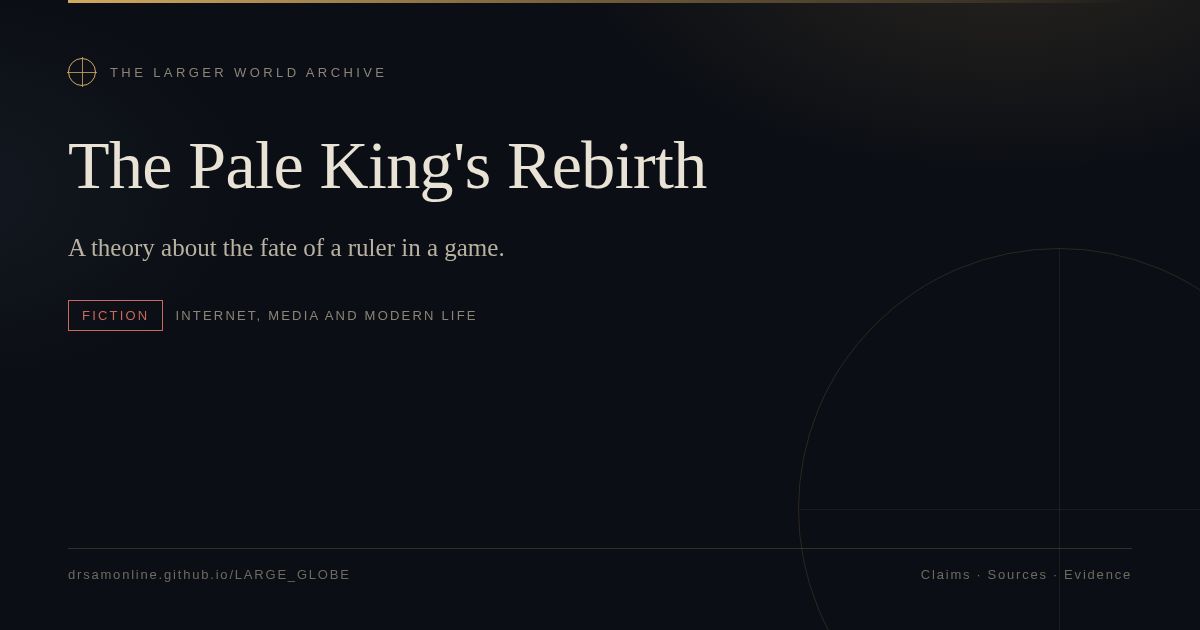 THE LARGER WORLD ARCHIVE
The Pale King's Rebirth
A theory about the fate of a ruler in a game.
FICTION INTERNET, MEDIA AND MODERN LIFE
drsamonline.github.io/LARGE_GLOBE
Claims · Sources · Evidence